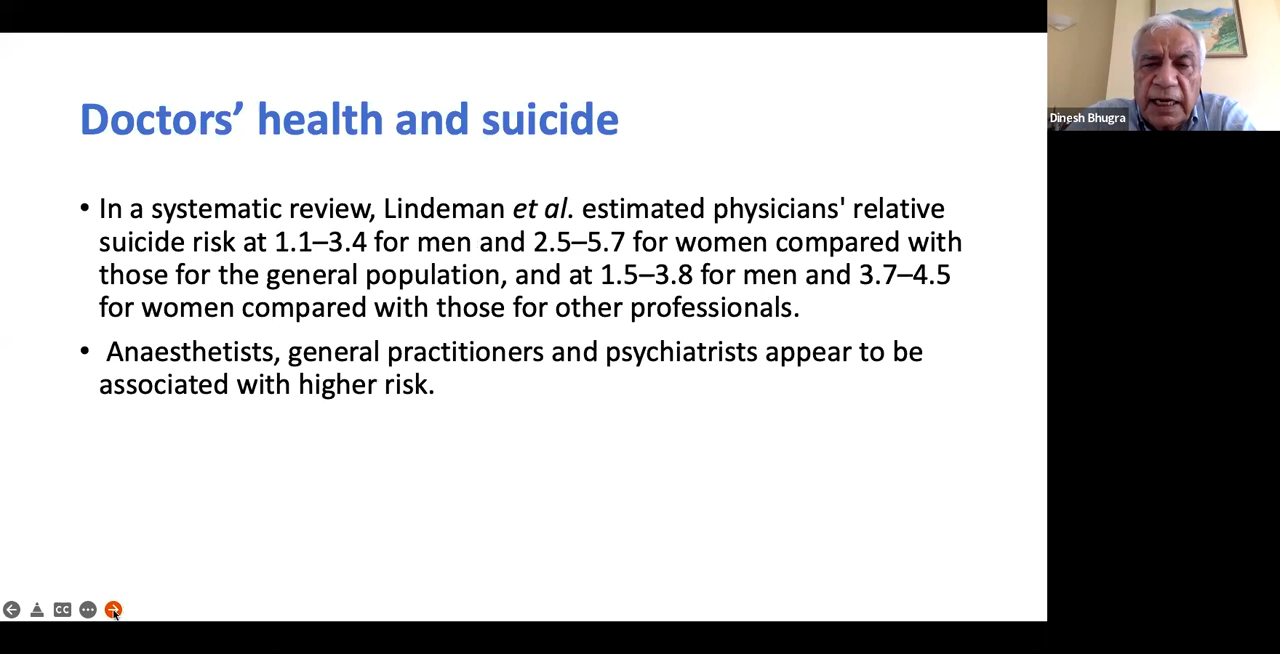 Doctors’ health and suicide
• In a systematic review, Lindeman et al. estimated physicians' relative
suicide risk at 1.1–3.4 for men and 2.5–5.7 for women compared with
those for the general population, and at 1.5–3.8 for men and 3.7–4.5
for women compared with those for other professionals.
• Anaesthetists, general practitioners and psychiatrists appear to be
associated with higher risk.
Dinesh Bhugra
CC